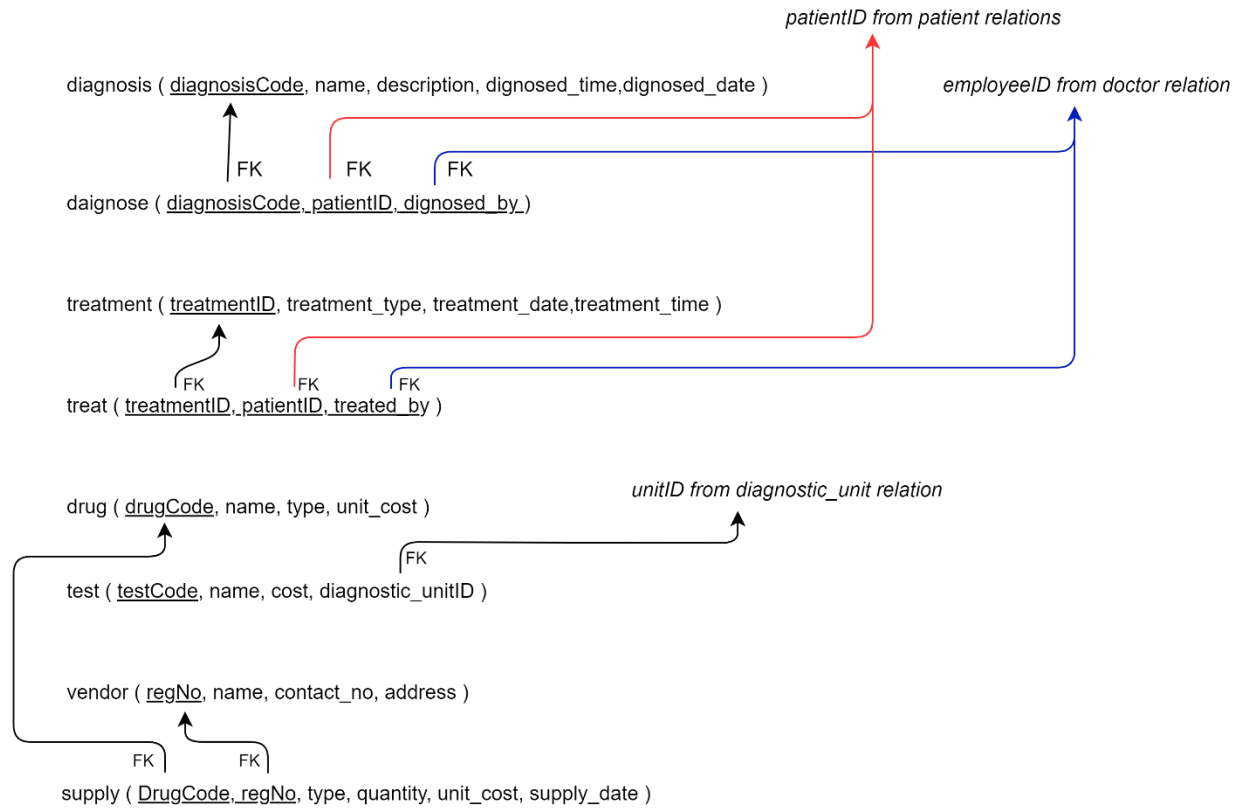 patientID from patient relations
diagnosis ( diagnosisCode, name, description, dignosed_time,dignosed_date )
employeeID from doctor relation
FK FK FK
daignose ( diagnosisCode, patientID, dignosed_by )
treatment ( treatmentID, treatment_type, treatment_date,treatment_time )
FK FK FK
treat ( treatmentID, patientID, treated_by )
unitID from diagnostic_unit relation
drug ( drugCode, name, type, unit_cost )
FK
test ( testCode, name, cost, diagnostic_unitID )
vendor ( regNo, name, contact_no, address )
FK FK
supply ( DrugCode, regNo, type, quantity, unit_cost, supply_date )